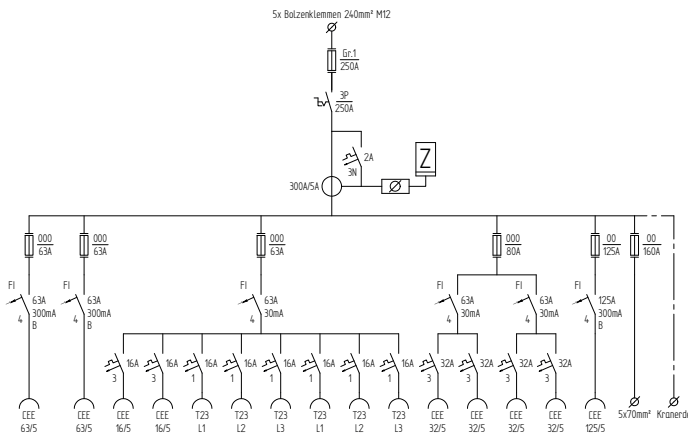 5x Bolzenklemmen 240mm² M12
Gr.1
250A
3P
250A
2A
3N
Z
300A/5A
000
63A
000
63A
000
63A
000
80A
00
125A
00
160A
FI
63A
300mA
4
B
FI
63A
300mA
4
B
FI
63A
30mA
4
FI
63A
30mA
4
FI
63A
30mA
4
FI
125A
300mA
4
B
16A
3
16A
3
16A
1
16A
1
16A
1
16A
1
16A
1
16A
1
32A
3
32A
3
32A
3
32A
3
CEE
63/5
CEE
63/5
CEE
16/5
CEE
16/5
T23
L1
T23
L2
T23
L3
T23
L1
T23
L2
T23
L3
CEE
32/5
CEE
32/5
CEE
32/5
CEE
32/5
CEE
125/5
5x70mm²
Kranerde